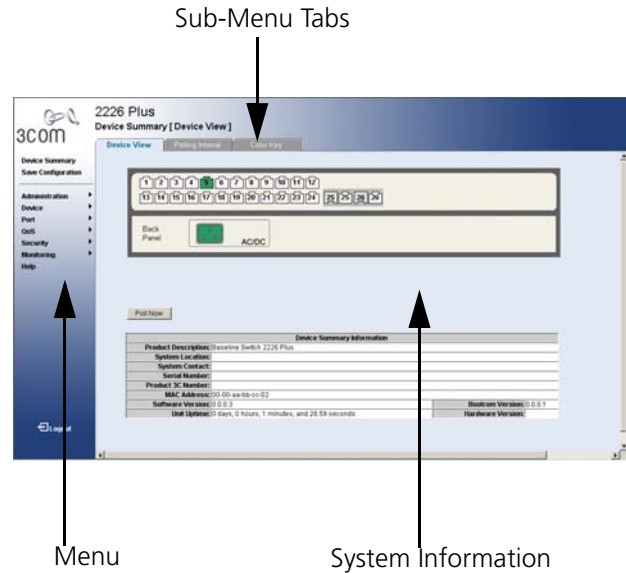 Sub-Menu Tabs
3com
2226 Plus
Device Summary [ Device View ]
Device View Polling Interval Color Key
Device Summary
Save Configuration
Administration
Device
Port
QoS
Security
Monitoring
Help
Logout
1 2 3 4 5 6 7 8 9 10 11 12
13 14 15 16 17 18 19 20 21 22 23 24 25 25 26 26
Back
Panel
AC/DC
Poll Now
Device Summary Information
Product Description: Baseline Switch 2226 Plus
System Location:
System Contact:
Serial Number:
Product 3C Number:
MAC Address: 00-00-aa-bb-cc-02
Software Version: 0.0.0.3 Bootrom Version: 0.0.0.1
Unit Uptime: 0 days, 0 hours, 1 minutes, and 28.59 seconds Hardware Version:
Menu
System Information